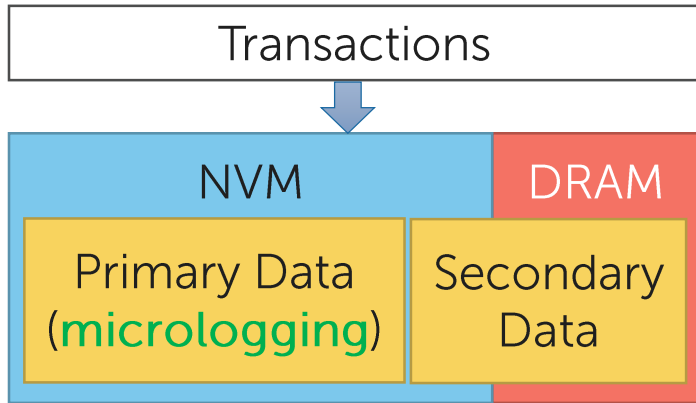 Transactions
NVM
DRAM
Primary Data
(micrologging)
Secondary
Data